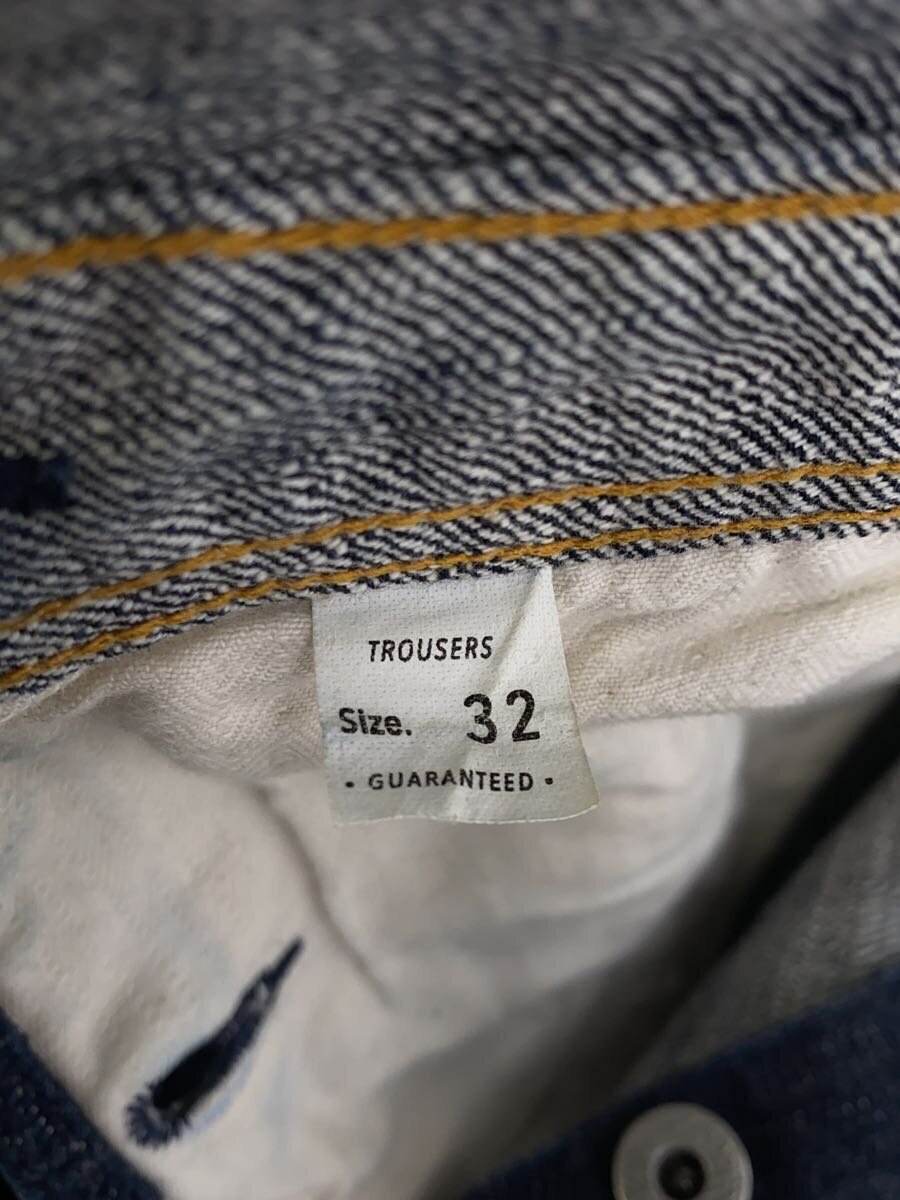 TROUSERS
Size. 32
• GUARANTEED •